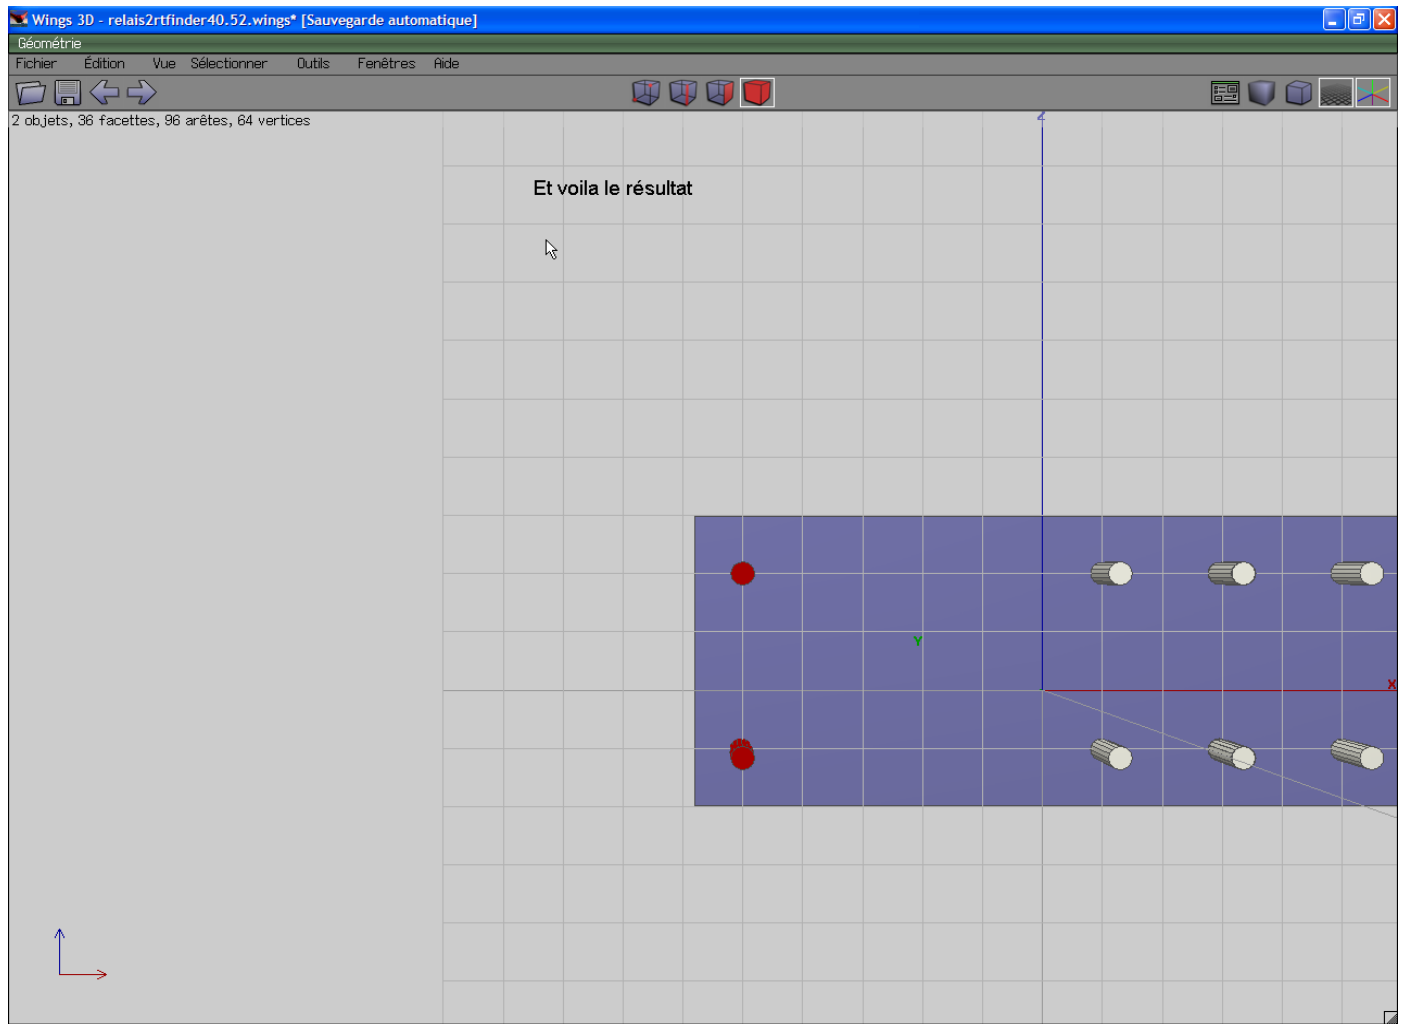 Wings 3D - relais2rtfinder40.52.wings* [Sauvegarde automatique]
Géométrie
Fichier Édition Vue Sélectionner Outils Fenêtres Aide
2 objets, 36 facettes, 96 arêtes, 64 vertices
Z
Et voila le résultat
Y
X